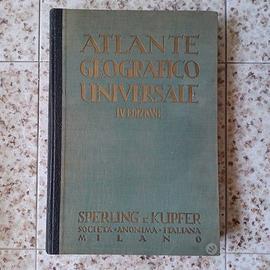 ATLANTE
GEOGRAFICO
UNIVERSALE
IV EDIZIONE
SPERLING E KUPFER
SOCIETÀ ANONIMA ITALIANA
MILANO